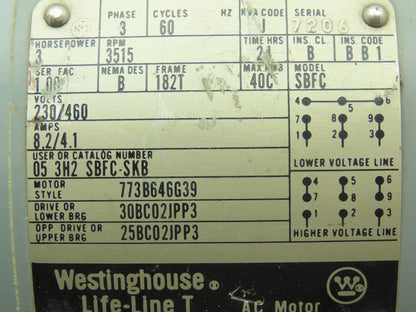 PHASE CYCLES HZ KVA CODE SERIAL
3 60 J 7206
HORSEPOWER RPM TIME HRS INS. CL. INS. CODE
3 3515 24 B BB1
SER FAC NEMA DES FRAME MAX AMB MODEL
1.00 B 182T 40C SBFC
VOLTS
230/460
AMPS
8.2/4.1
USER OR CATALOG NUMBER
05 3H2 SBFC-SKB
MOTOR STYLE 773B646G39
DRIVE OR LOWER BRG 30BC02JPP3
OPP DRIVE OR UPPER BRG 25BC02JPP3
4 5 6
7 8 9
1 2 3
LOWER VOLTAGE LINE
4 5 6
7 8 9
1 2 3
HIGHER VOLTAGE LINE
Westinghouse ®
Life-Line T AC Motor
W